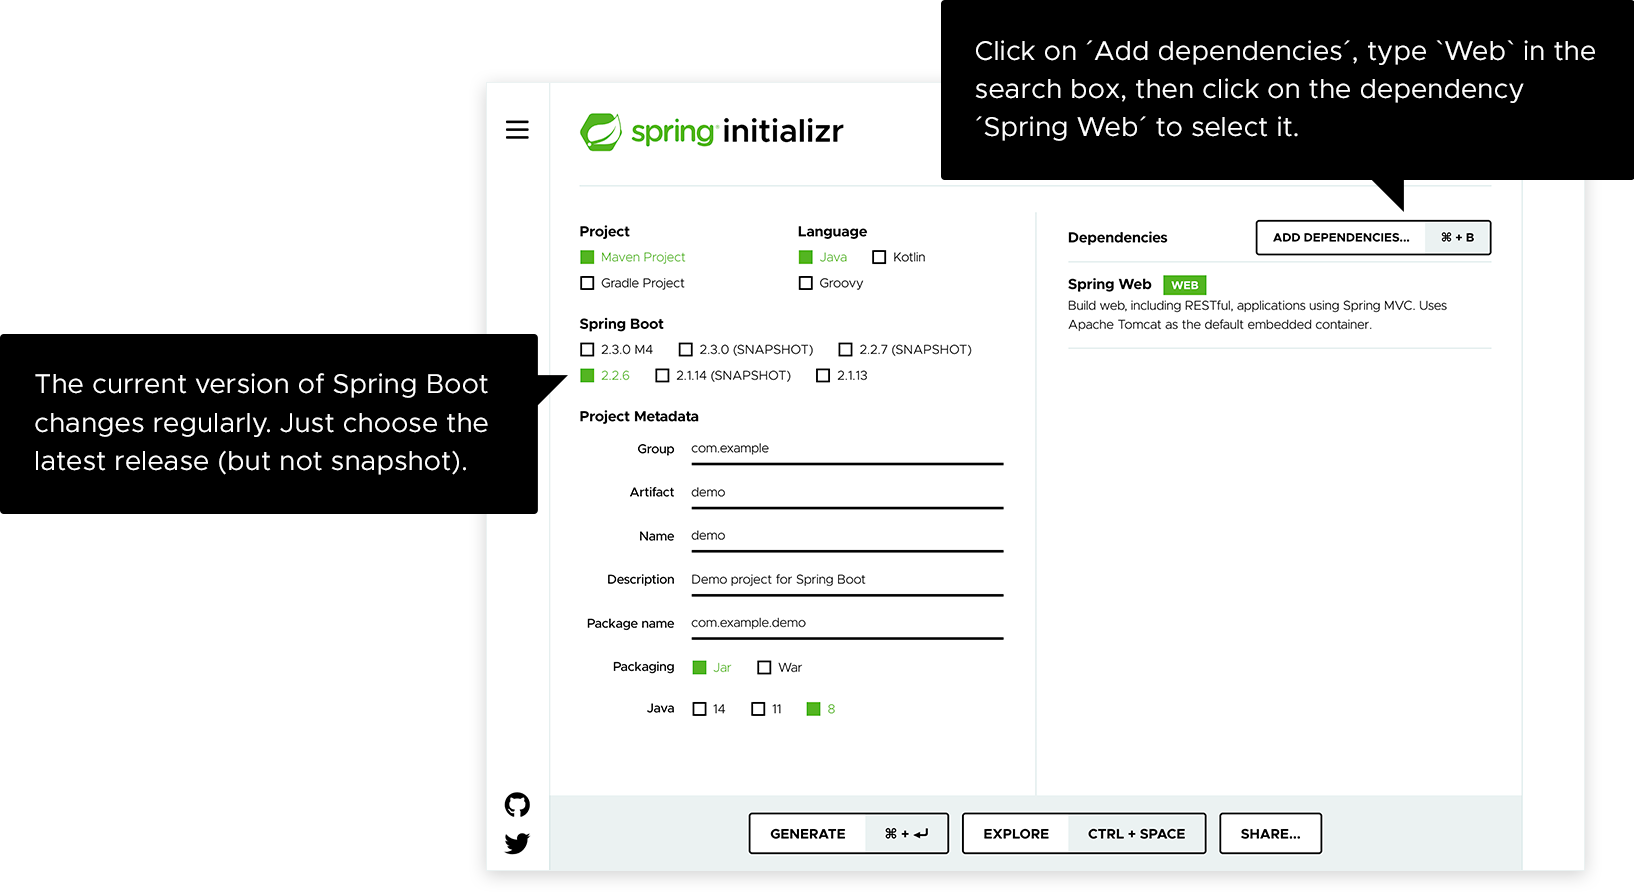 Click on ´Add dependencies´, type `Web` in the
search box, then click on the dependency
´Spring Web´ to select it.
spring initializr
Project
Maven Project
Gradle Project
Language
Java Kotlin
Groovy
Spring Boot
2.3.0 M4 2.3.0 (SNAPSHOT) 2.2.7 (SNAPSHOT)
2.2.6 2.1.14 (SNAPSHOT) 2.1.13
The current version of Spring Boot
changes regularly. Just choose the
latest release (but not snapshot).
Project Metadata
Group com.example
Artifact demo
Name demo
Description Demo project for Spring Boot
Package name com.example.demo
Packaging Jar War
Java 14 11 8
Dependencies ADD DEPENDENCIES... ⌘ + B
Spring Web WEB
Build web, including RESTful, applications using Spring MVC. Uses
Apache Tomcat as the default embedded container.
GENERATE ⌘ + ↵ EXPLORE CTRL + SPACE SHARE...